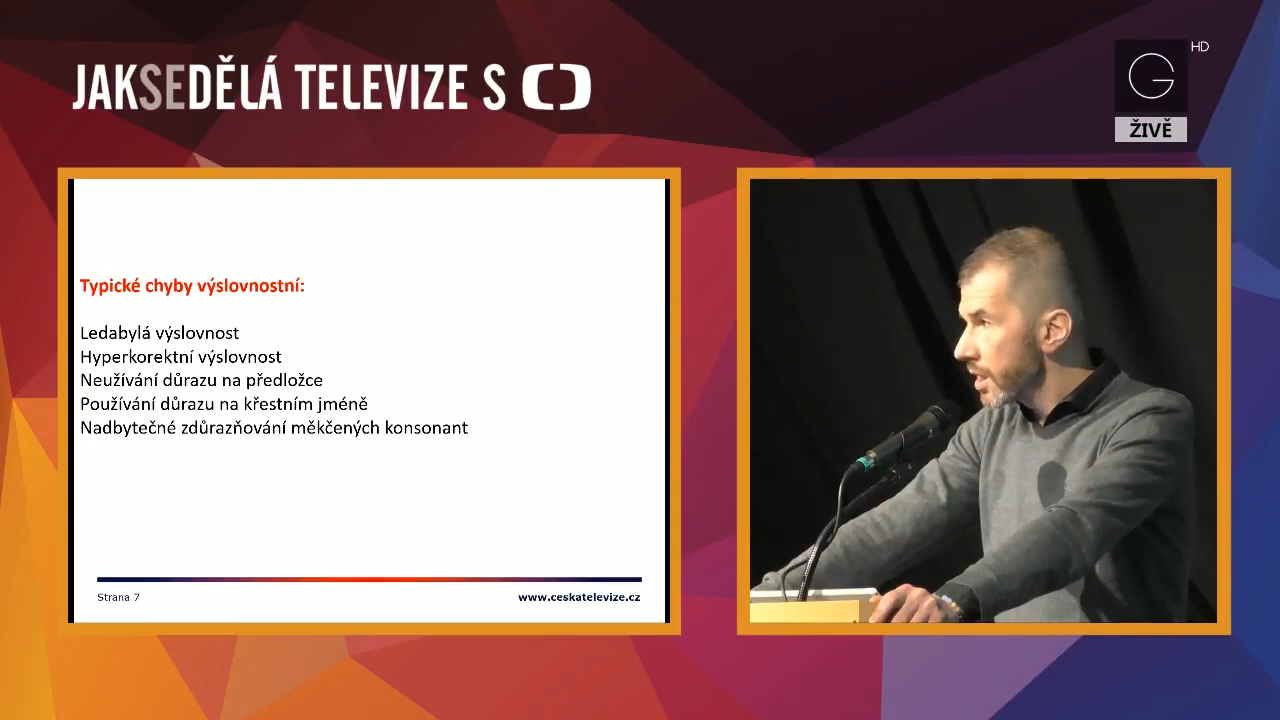 JAKSEDĚLÁ TELEVIZE S
G
HD
ŽIVĚ
Typické chyby výslovnostní:
Ledabylá výslovnost
Hyperkorektní výslovnost
Neužívání důrazu na předložce
Používání důrazu na křestním jméně
Nadbytečné zdůrazňování měkčených konsonant
Strana 7
www.ceskatelevize.cz